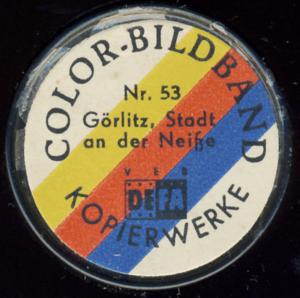 COLOR-BILDBAND
Nr. 53
Görlitz, Stadt
an der Neiße
VEB
DEFA
KOPIERWERKE